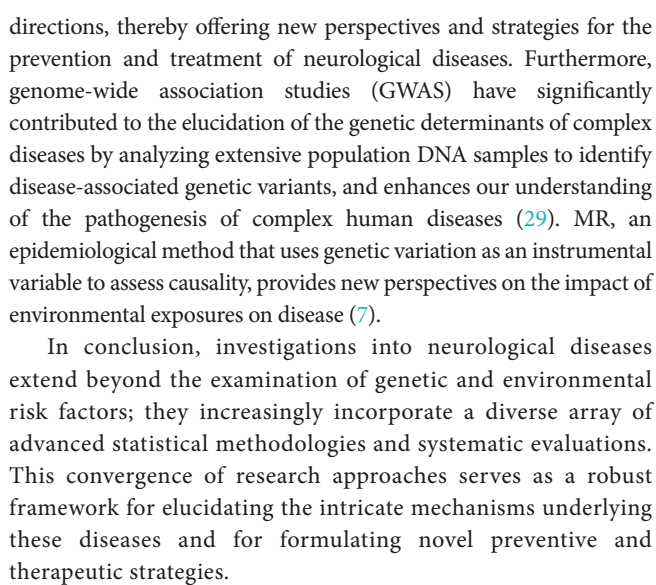 directions, thereby offering new perspectives and strategies for the
prevention and treatment of neurological diseases. Furthermore,
genome-wide association studies (GWAS) have significantly
contributed to the elucidation of the genetic determinants of complex
diseases by analyzing extensive population DNA samples to identify
disease-associated genetic variants, and enhances our understanding
of the pathogenesis of complex human diseases (29). MR, an
epidemiological method that uses genetic variation as an instrumental
variable to assess causality, provides new perspectives on the impact of
environmental exposures on disease (7).
In conclusion, investigations into neurological diseases
extend beyond the examination of genetic and environmental
risk factors; they increasingly incorporate a diverse array of
advanced statistical methodologies and systematic evaluations.
This convergence of research approaches serves as a robust
framework for elucidating the intricate mechanisms underlying
these diseases and for formulating novel preventive and
therapeutic strategies.